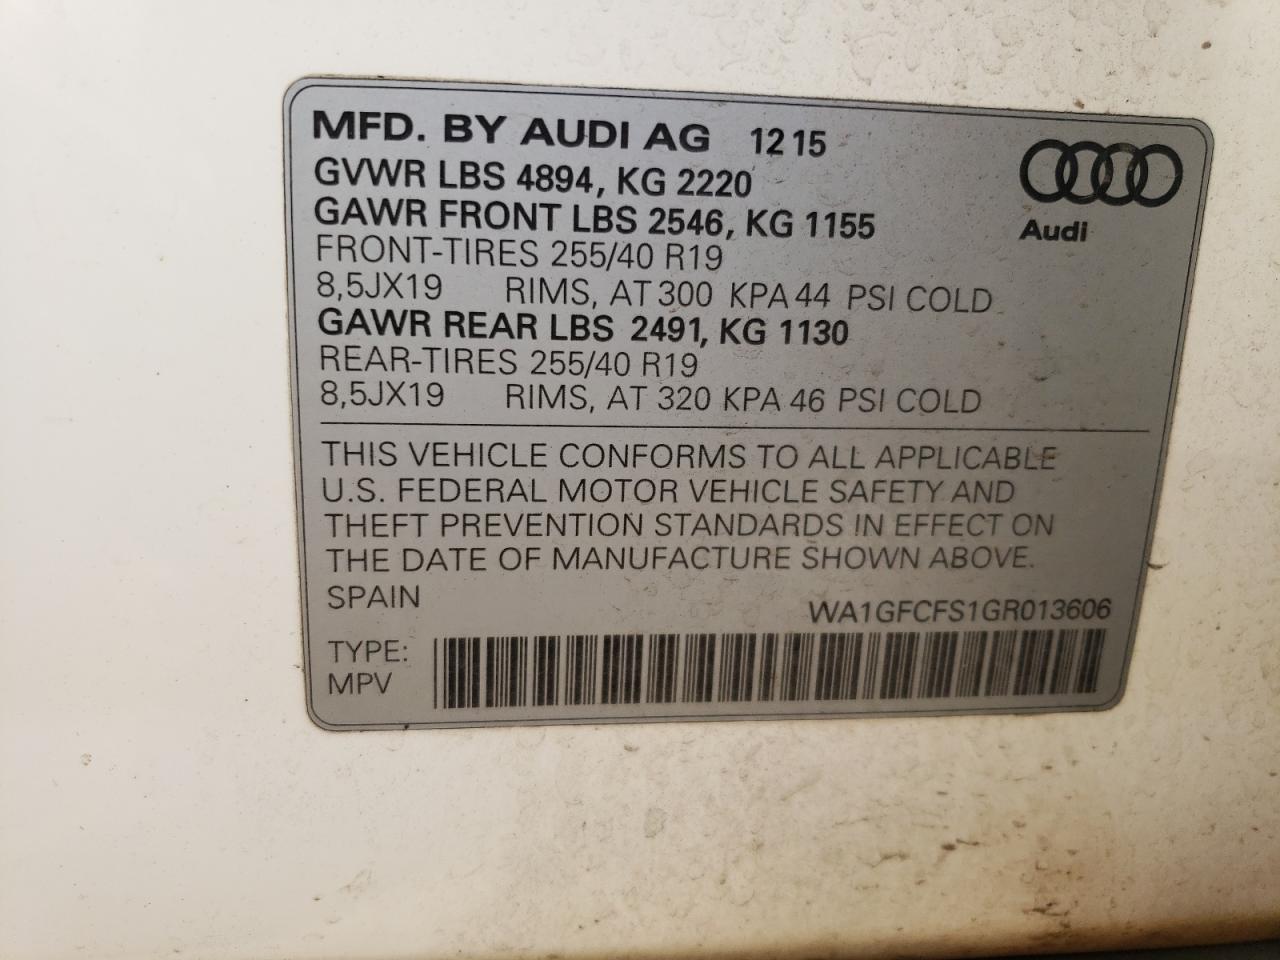 MFD. BY AUDI AG 12 15
GVWR LBS 4894, KG 2220
GAWR FRONT LBS 2546, KG 1155
Audi
FRONT-TIRES 255/40 R19
8,5JX19 RIMS, AT 300 KPA 44 PSI COLD
GAWR REAR LBS 2491, KG 1130
REAR-TIRES 255/40 R19
8,5JX19 RIMS, AT 320 KPA 46 PSI COLD
THIS VEHICLE CONFORMS TO ALL APPLICABLE
U.S. FEDERAL MOTOR VEHICLE SAFETY AND
THEFT PREVENTION STANDARDS IN EFFECT ON
THE DATE OF MANUFACTURE SHOWN ABOVE.
SPAIN WA1GFCFS1GR013606
TYPE:
MPV